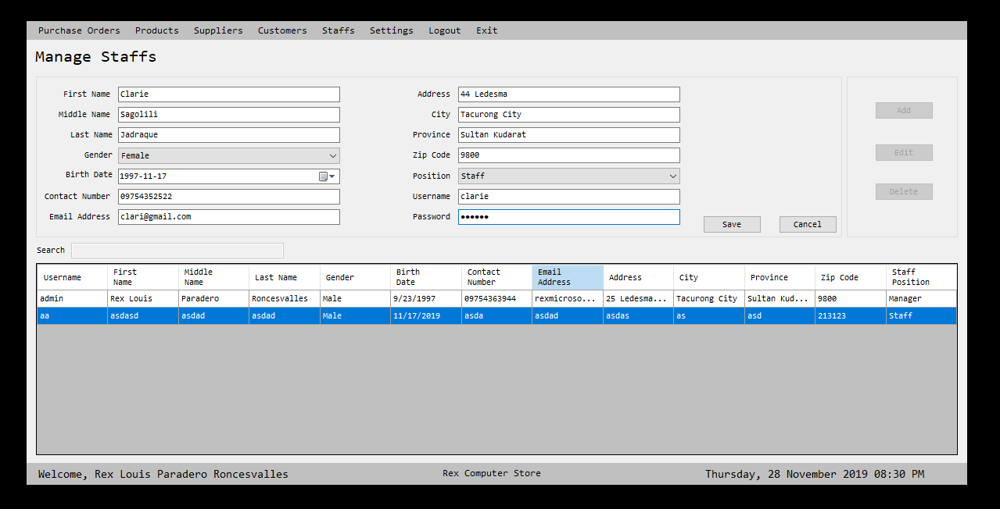 Purchase Orders Products Suppliers Customers Staffs Settings Logout Exit
Manage Staffs
First Name Clarie Address 44 Ledesma
Middle Name Sagolili City Tacurong City Add
Last Name Jadraque Province Sultan Kudarat
Gender Female Zip Code 9800 Edit
Birth Date 1997-11-17 Position Staff
Contact Number 09754352522 Username clarie Delete
Email Address clari@gmail.com Password ●●●●●● Save Cancel
Search
Username First Name Middle Name Last Name Gender Birth Date Contact Number Email Address Address City Province Zip Code Staff Position
admin Rex Louis Paradero Roncesvalles Male 9/23/1997 09754363944 rexmicroso... 25 Ledesma... Tacurong City Sultan Kud... 9800 Manager
aa asdasd asdad asdad Male 11/17/2019 asda asdad asdas as asd 213123 Staff
Welcome, Rex Louis Paradero Roncesvalles Rex Computer Store Thursday, 28 November 2019 08:30 PM